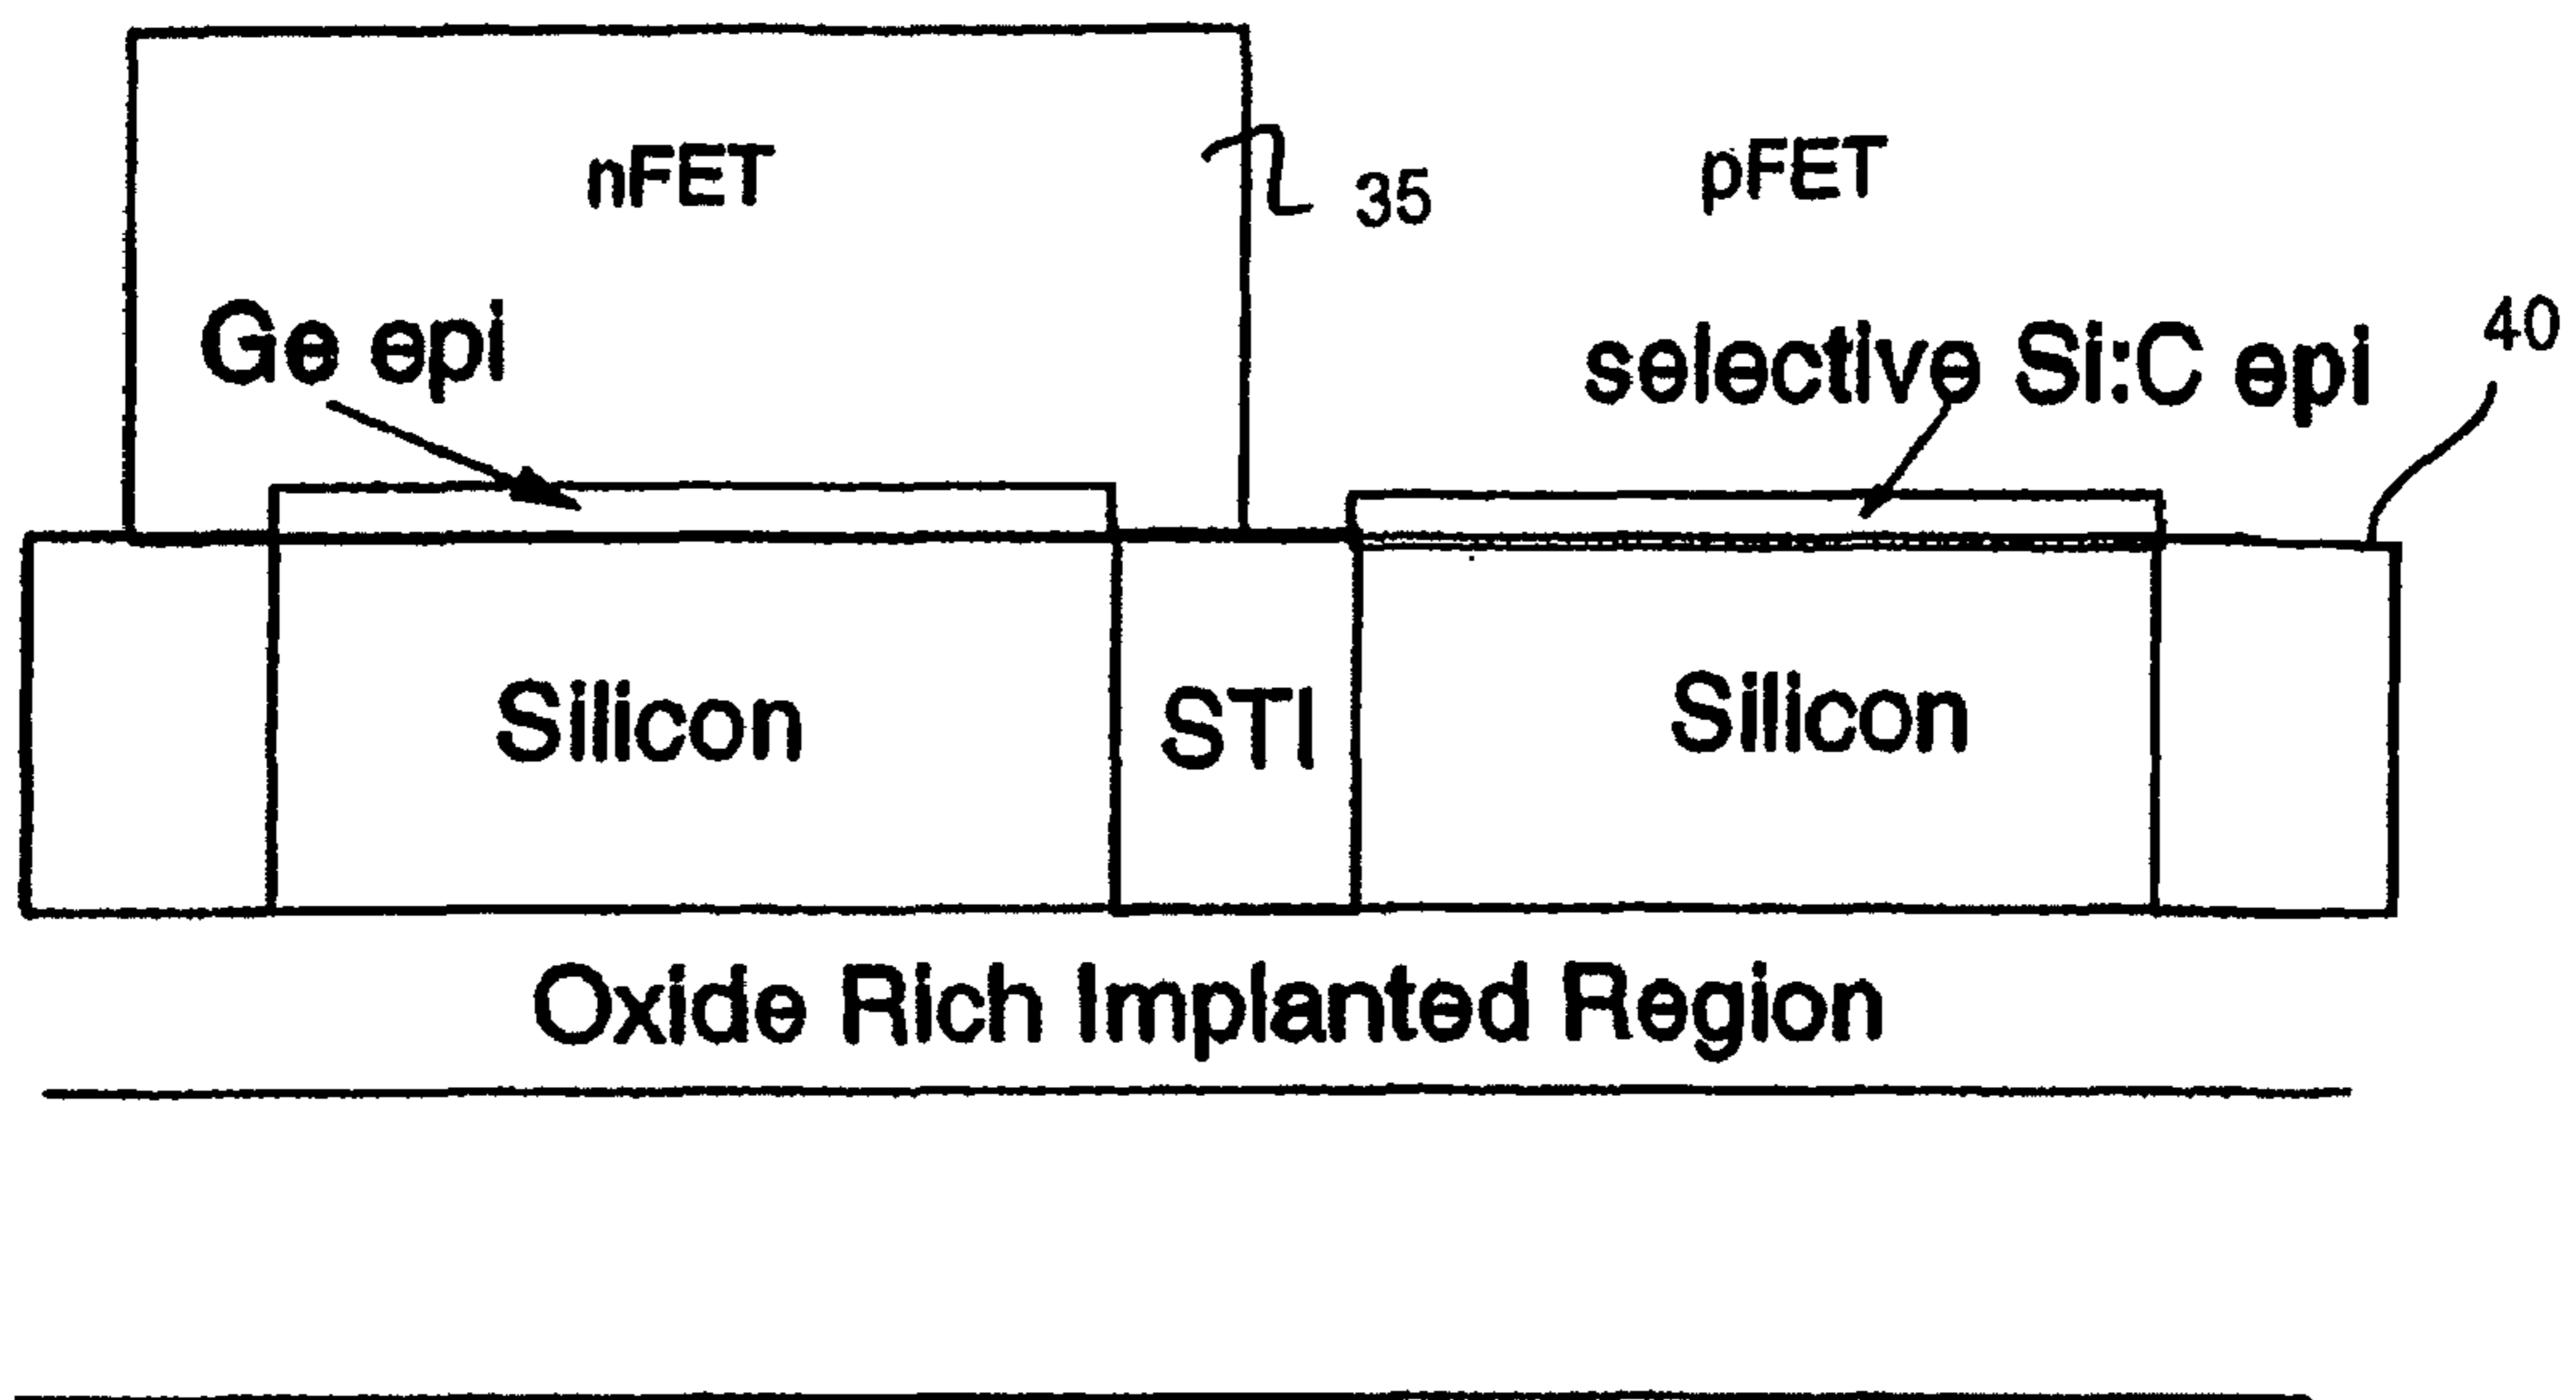 nFET
35
pFET
Ge epi
selective Si:C epi
40
Silicon
STI
Silicon
Oxide Rich Implanted Region